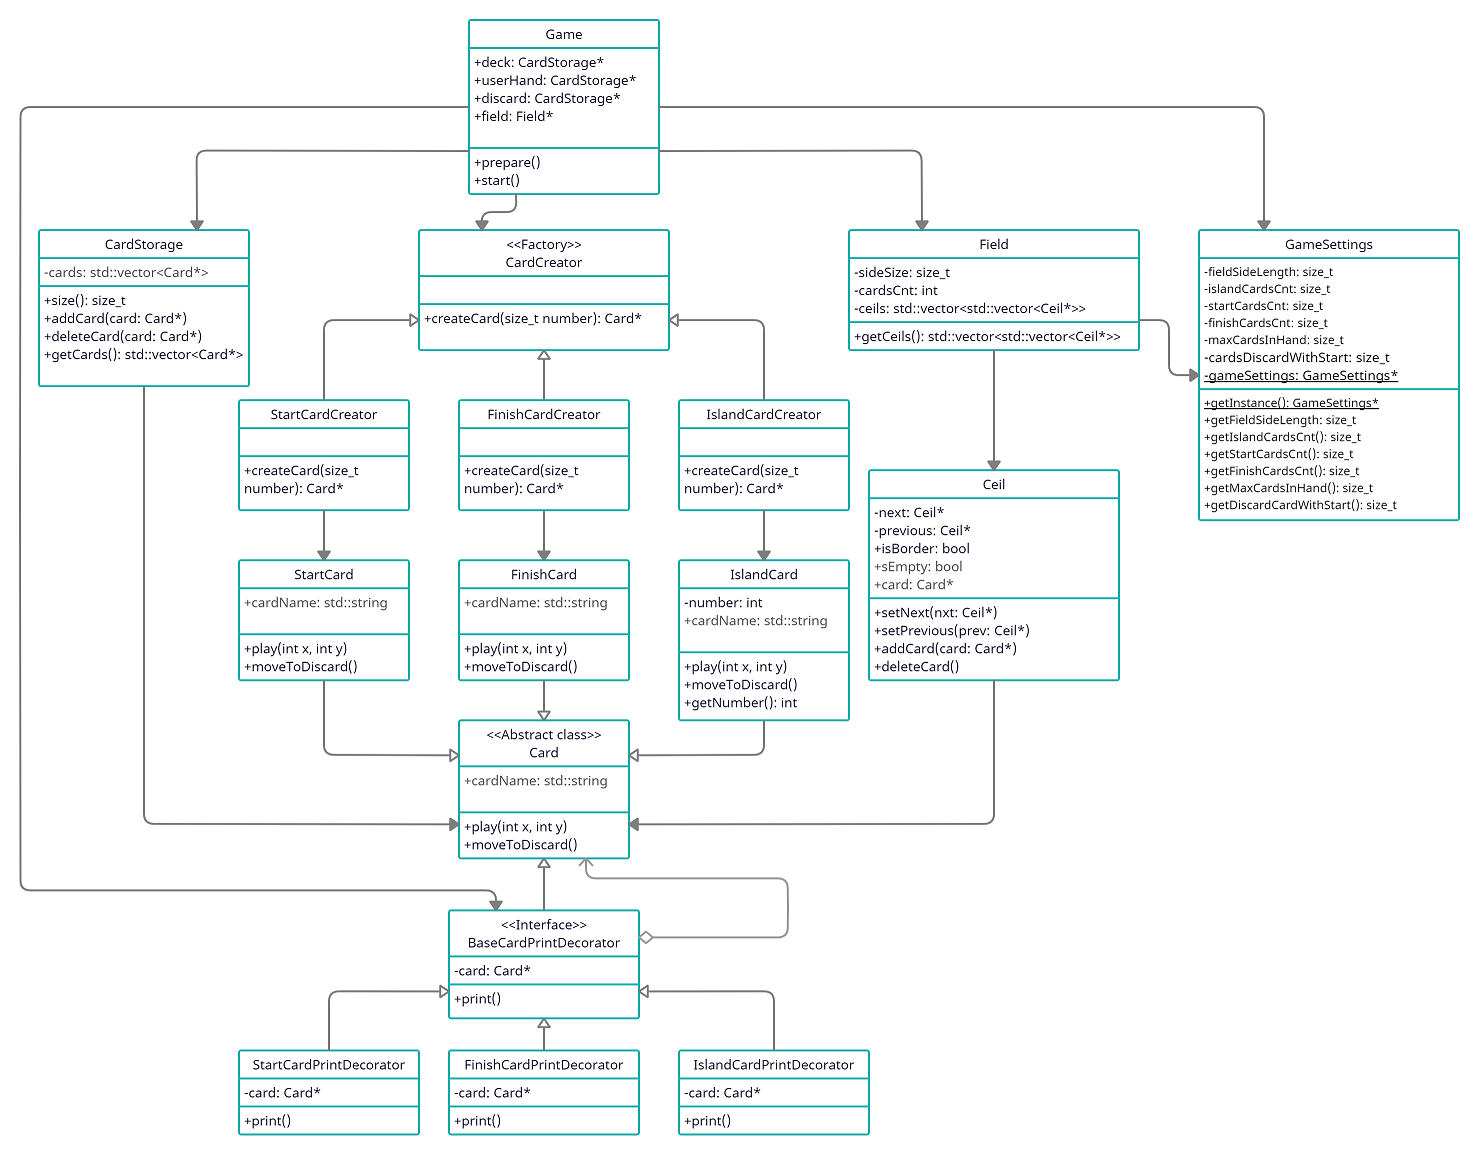 Game
+deck: CardStorage*
+userHand: CardStorage*
+discard: CardStorage*
+field: Field*
+prepare()
+start()
CardStorage
-cards: std::vector<Card*>
+size(): size_t
+addCard(card: Card*)
+deleteCard(card: Card*)
+getCards(): std::vector<Card*>
<<Factory>>
CardCreator
+createCard(size_t number): Card*
Field
-sideSize: size_t
-cardsCnt: int
-ceils: std::vector<std::vector<Ceil*>>
+getCeils(): std::vector<std::vector<Ceil*>>
GameSettings
-fieldSideLength: size_t
-islandCardsCnt: size_t
-startCardsCnt: size_t
-finishCardsCnt: size_t
-maxCardsInHand: size_t
-cardsDiscardWithStart: size_t
-gameSettings: GameSettings*
+getInstance(): GameSettings*
+getFieldSideLength: size_t
+getIslandCardsCnt(): size_t
+getStartCardsCnt(): size_t
+getFinishCardsCnt(): size_t
+getMaxCardsInHand(): size_t
+getDiscardCardWithStart(): size_t
StartCardCreator
+createCard(size_t
number): Card*
FinishCardCreator
+createCard(size_t
number): Card*
IslandCardCreator
+createCard(size_t
number): Card*
Ceil
-next: Ceil*
-previous: Ceil*
+isBorder: bool
+sEmpty: bool
+card: Card*
+setNext(nxt: Ceil*)
+setPrevious(prev: Ceil*)
+addCard(card: Card*)
+deleteCard()
StartCard
+cardName: std::string
+play(int x, int y)
+moveToDiscard()
FinishCard
+cardName: std::string
+play(int x, int y)
+moveToDiscard()
IslandCard
-number: int
+cardName: std::string
+play(int x, int y)
+moveToDiscard()
+getNumber(): int
<<Abstract class>>
Card
+cardName: std::string
+play(int x, int y)
+moveToDiscard()
<<Interface>>
BaseCardPrintDecorator
-card: Card*
+print()
StartCardPrintDecorator
-card: Card*
+print()
FinishCardPrintDecorator
-card: Card*
+print()
IslandCardPrintDecorator
-card: Card*
+print()